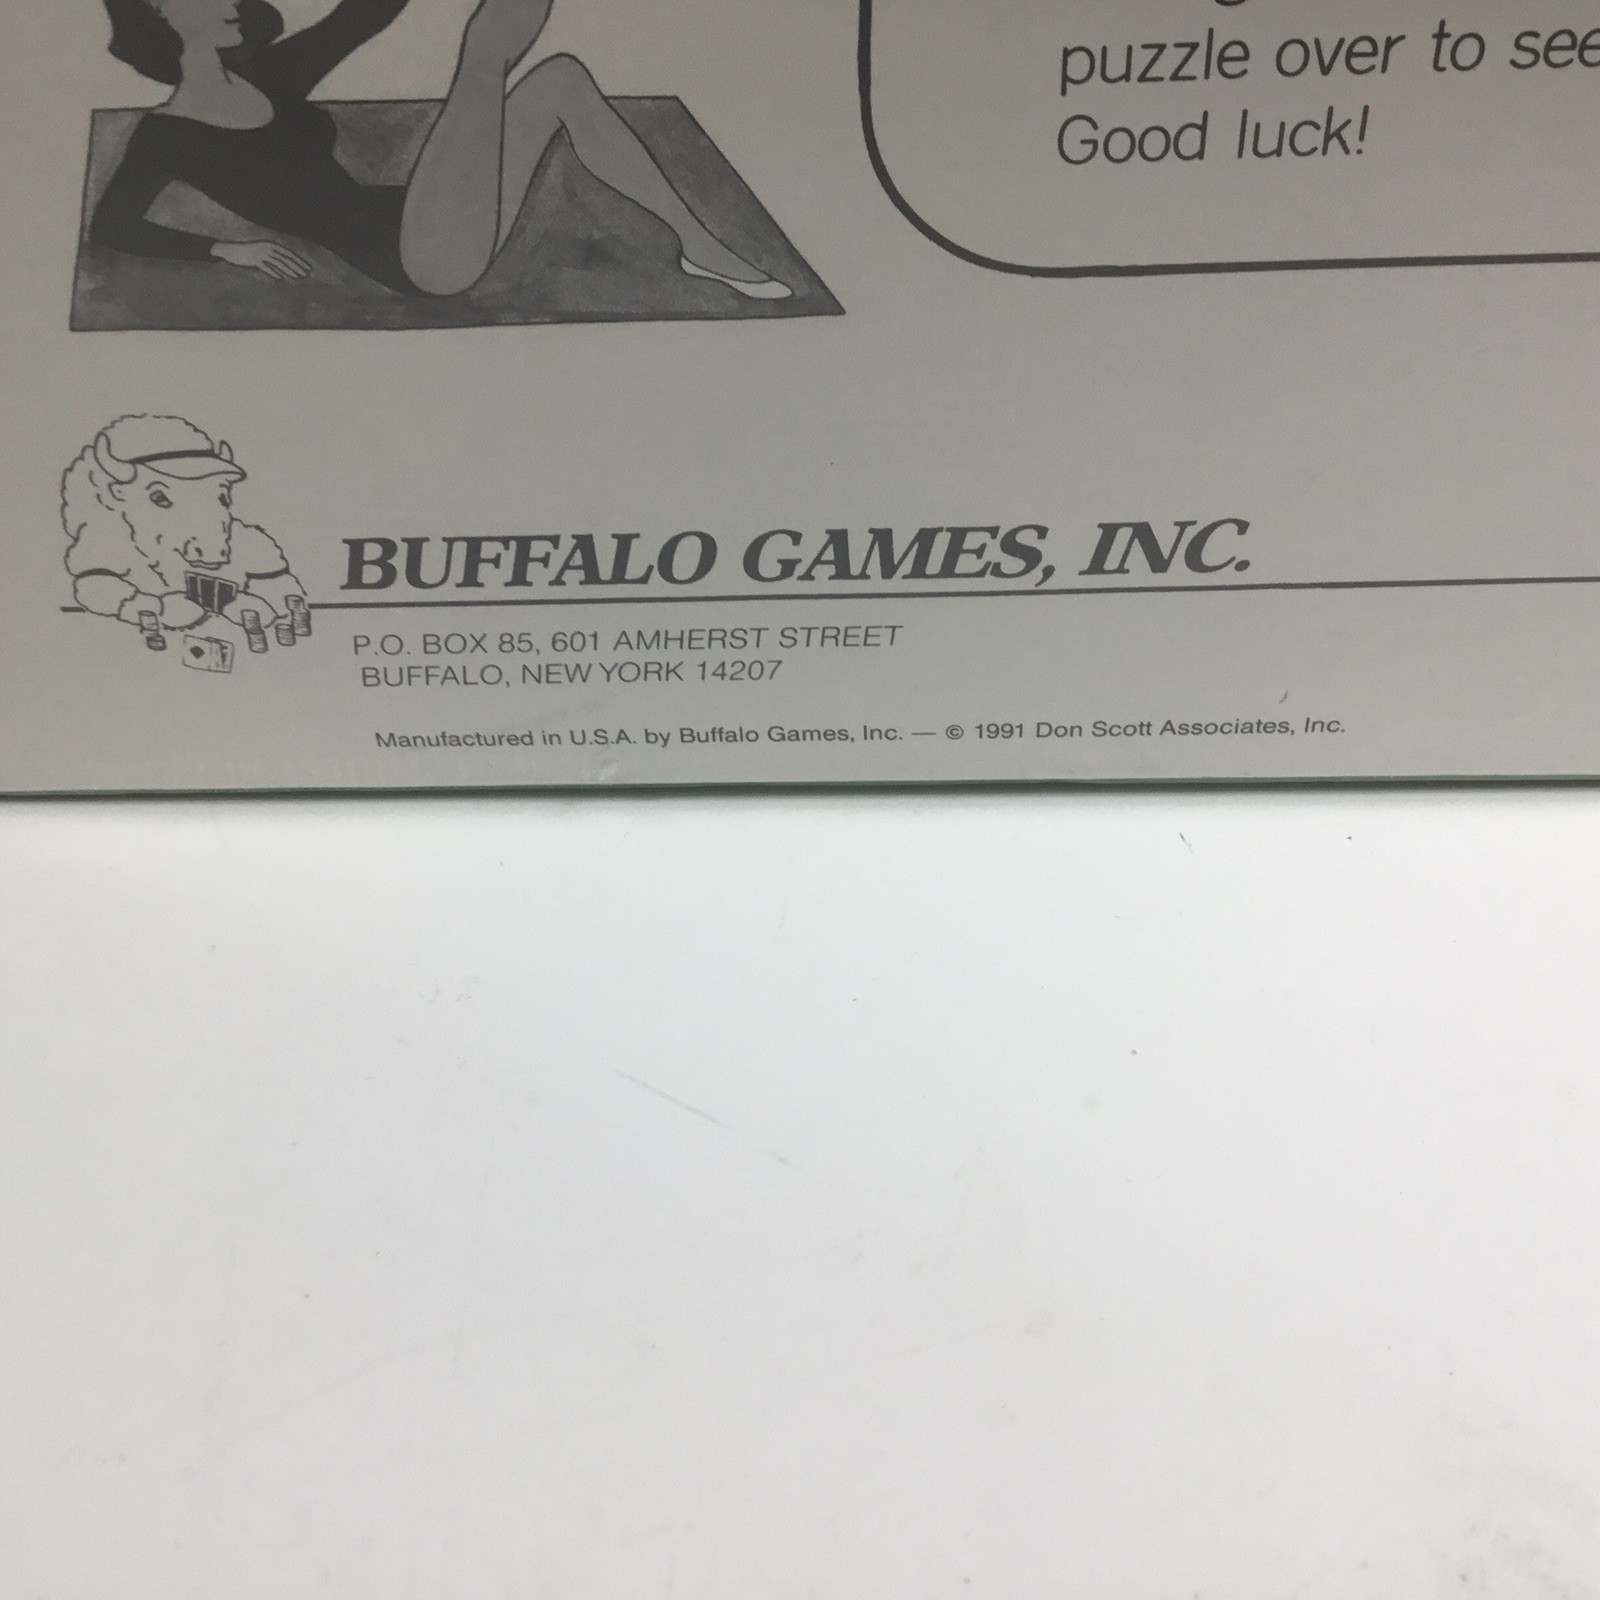 puzzle over to see
Good luck!
BUFFALO GAMES, INC.
P.O. BOX 85, 601 AMHERST STREET
BUFFALO, NEW YORK 14207
Manufactured in U.S.A. by Buffalo Games, Inc. — © 1991 Don Scott Associates, Inc.